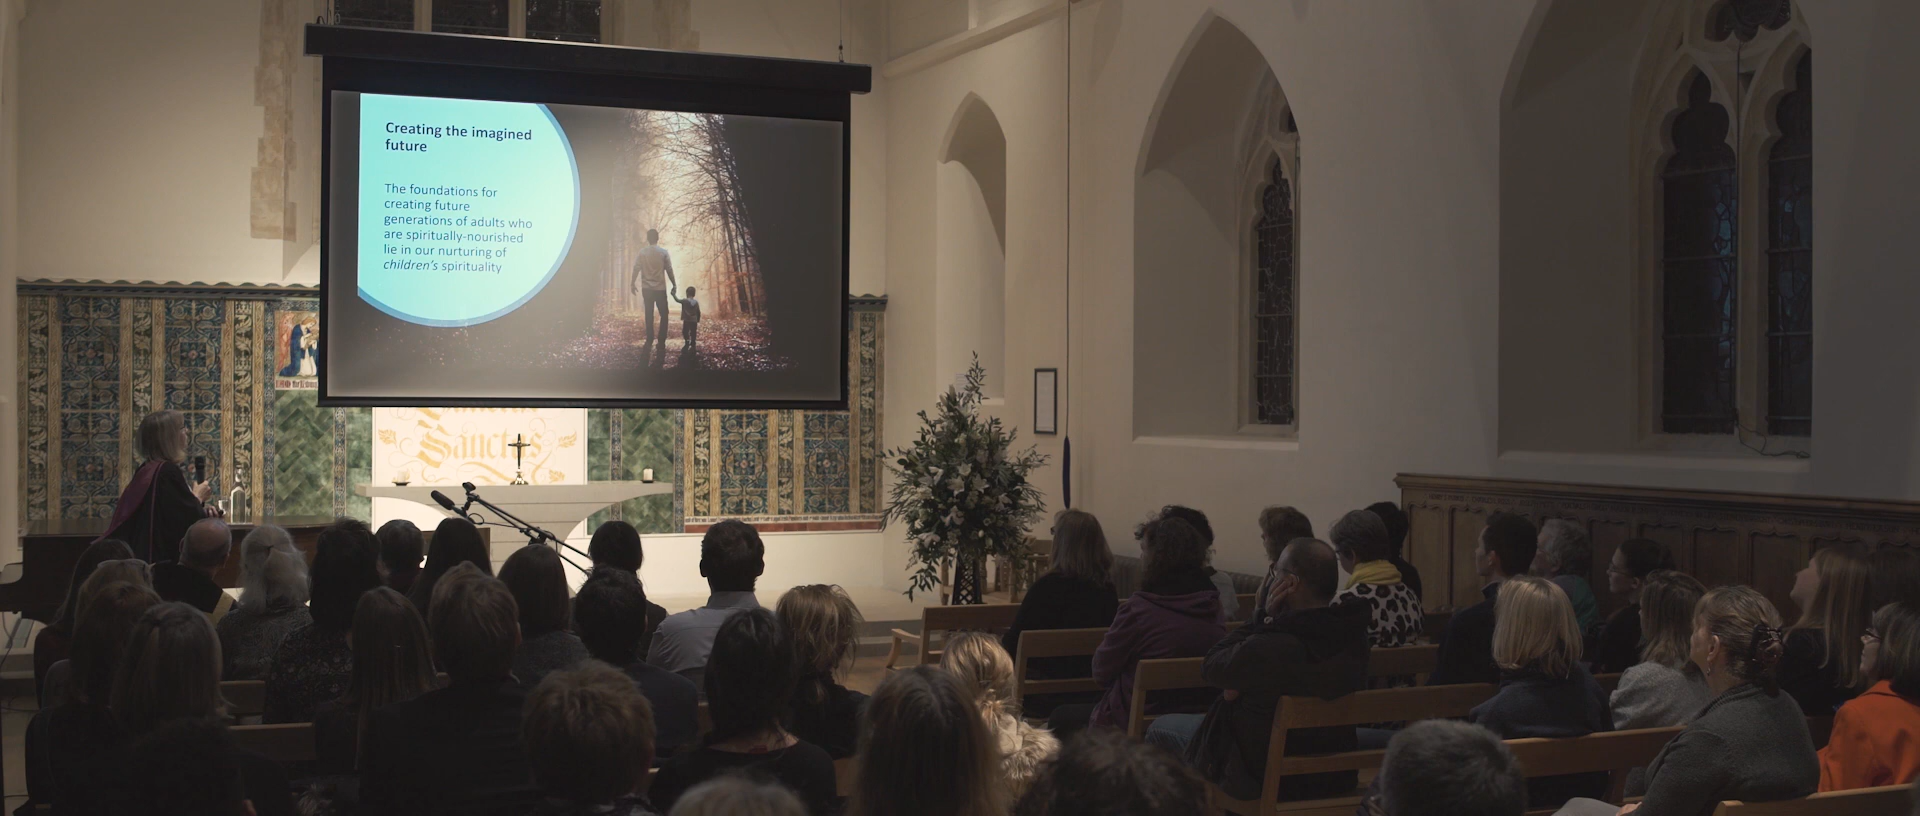 Creating the imagined
future
The foundations for
creating future
generations of adults who
are spiritually-nourished
lie in our nurturing of
children's spirituality
Sanctus
Sanctus